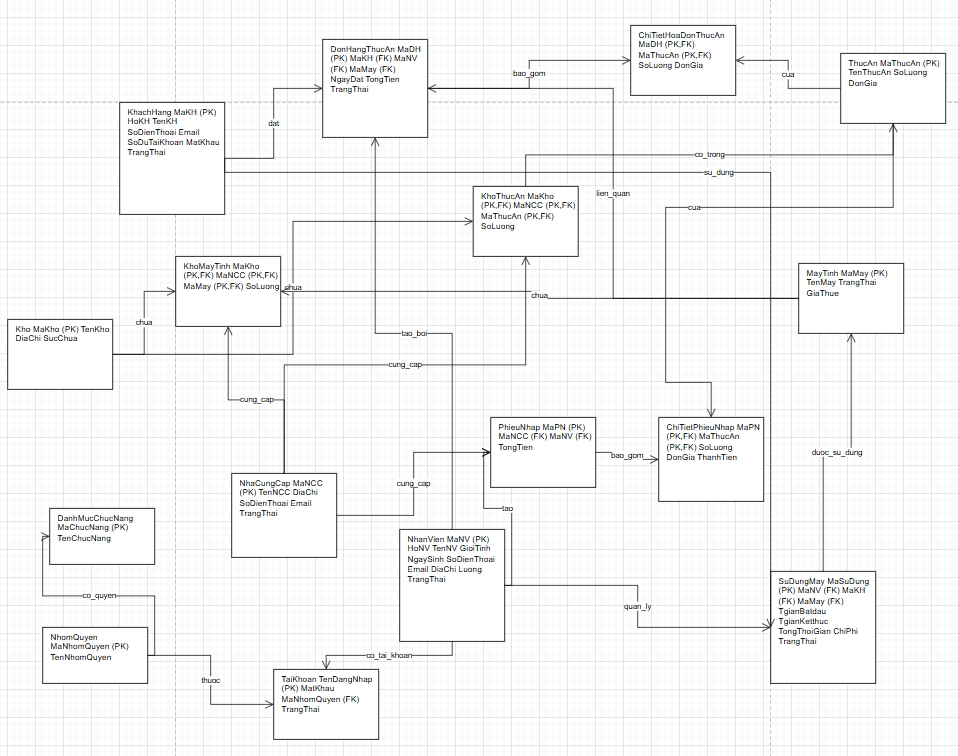 ChiTietHoaDonThucAn
MaDH (PK,FK)
MaThucAn (PK,FK)
SoLuong DonGia
DonHangThucAn MaDH
(PK) MaKH (FK) MaNV
(FK) MaMay (FK)
NgayDat TongTien
TrangThai
ThucAn MaThucAn (PK)
TenThucAn SoLuong
DonGia
bao_gom
cua
KhachHang MaKH (PK)
HoKH TenKH
SoDienThoai Email
SoDuTaiKhoan MatKhau
TrangThai
dat
co_trong
su_dung
KhoThucAn MaKho
(PK,FK) MaNCC (PK,FK)
MaThucAn (PK,FK)
SoLuong
lien_quan
cua
KhoMayTinh MaKho
(PK,FK) MaNCC (PK,FK)
MaMay (PK,FK) SoLuong
chua
chua
MayTinh MaMay (PK)
TenMay TrangThai
GiaThue
Kho MaKho (PK) TenKho
DiaChi SucChua
chua
tao_boi
cung_cap
cung_cap
PhieuNhap MaPN (PK)
MaNCC (FK) MaNV (FK)
TongTien
bao_gom
ChiTietPhieuNhap MaPN
(PK,FK) MaThucAn
(PK,FK) SoLuong
DonGia ThanhTien
duoc_su_dung
NhaCungCap MaNCC
(PK) TenNCC DiaChi
SoDienThoai Email
TrangThai
cung_cap
tao
DanhMucChucNang
MaChucNang (PK)
TenChucNang
NhanVien MaNV (PK)
HoNV TenNV GioiTinh
NgaySinh SoDienThoai
Email DiaChi Luong
TrangThai
SuDungMay MaSuDung
(PK) MaNV (FK) MaKH
(FK) MaMay (FK)
TgianBatdau
TgianKetthuc
TongThoiGian ChiPhi
TrangThai
co_quyen
quan_ly
NhomQuyen
MaNhomQuyen (PK)
TenNhomQuyen
co_tai_khoan
thuoc
TaiKhoan TenDangNhap
(PK) MatKhau
MaNhomQuyen (FK)
TrangThai